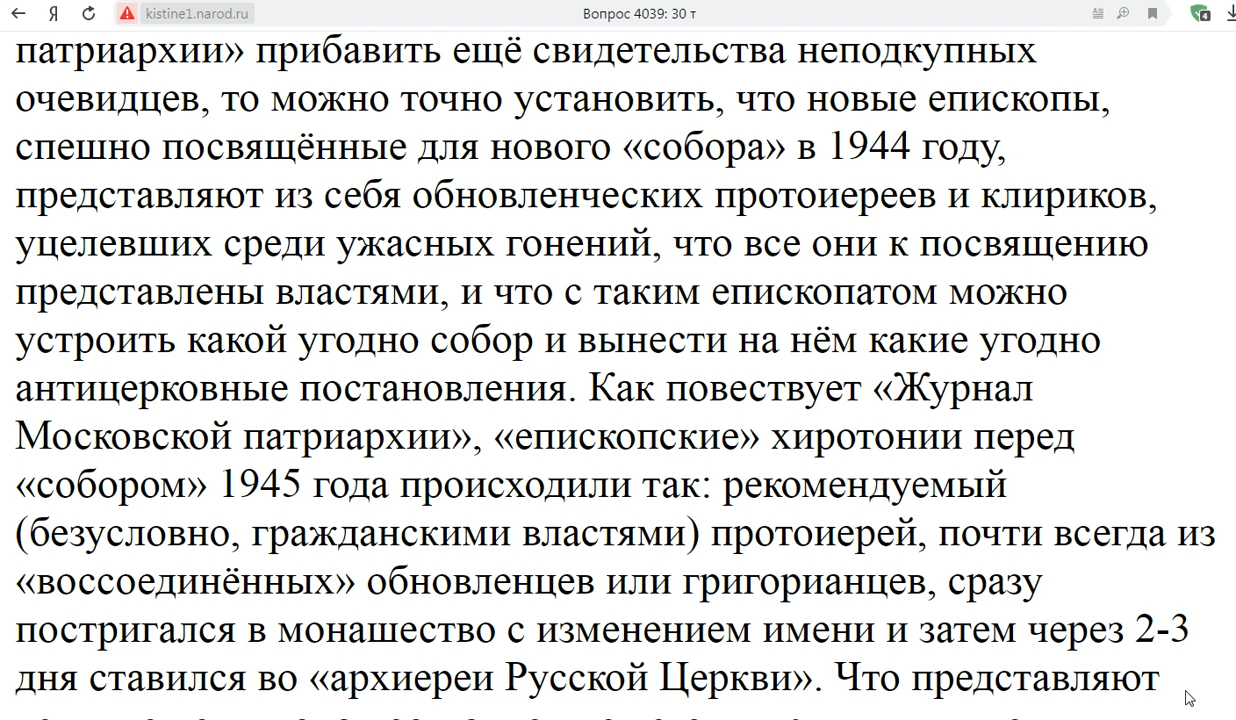 kistine1.narod.ru
Вопрос 4039: 30 т
4
патриархии» прибавить ещё свидетельства неподкупных
очевидцев, то можно точно установить, что новые епископы,
спешно посвящённые для нового «собора» в 1944 году,
представляют из себя обновленческих протоиереев и клириков,
уцелевших среди ужасных гонений, что все они к посвящению
представлены властями, и что с таким епископатом можно
устроить какой угодно собор и вынести на нём какие угодно
антицерковные постановления. Как повествует «Журнал
Московской патриархии», «епископские» хиротонии перед
«собором» 1945 года происходили так: рекомендуемый
(безусловно, гражданскими властями) протоиерей, почти всегда из
«воссоединённых» обновленцев или григорианцев, сразу
постригался в монашество с изменением имени и затем через 2-3
дня ставился во «архиереи Русской Церкви». Что представляют